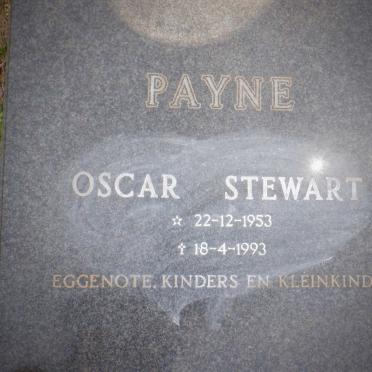 PAYNE
OSCAR STEWART
☆ 22-12-1953
✝ 18-4-1993
EGGENOTE, KINDERS EN KLEINKIND